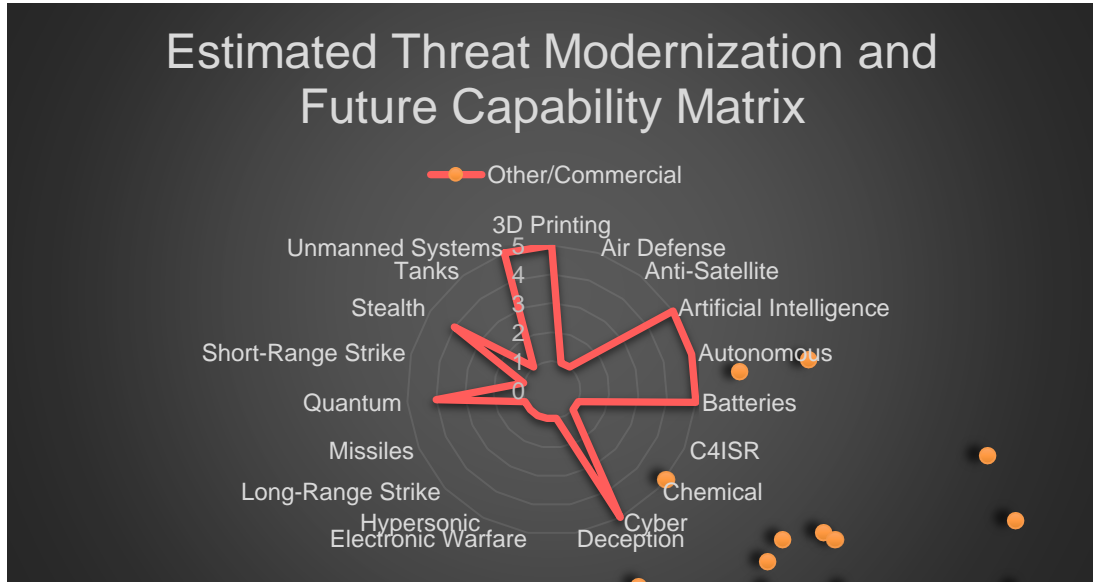 Estimated Threat Modernization and
Future Capability Matrix
Other/Commercial
3D Printing
Unmanned Systems
5
Air Defense
Tanks
4
Anti-Satellite
Stealth
3
Artificial Intelligence
2
Short-Range Strike
1
Autonomous
0
Quantum
Batteries
Missiles
C4ISR
Long-Range Strike
Chemical
Hypersonic
Cyber
Electronic Warfare
Deception